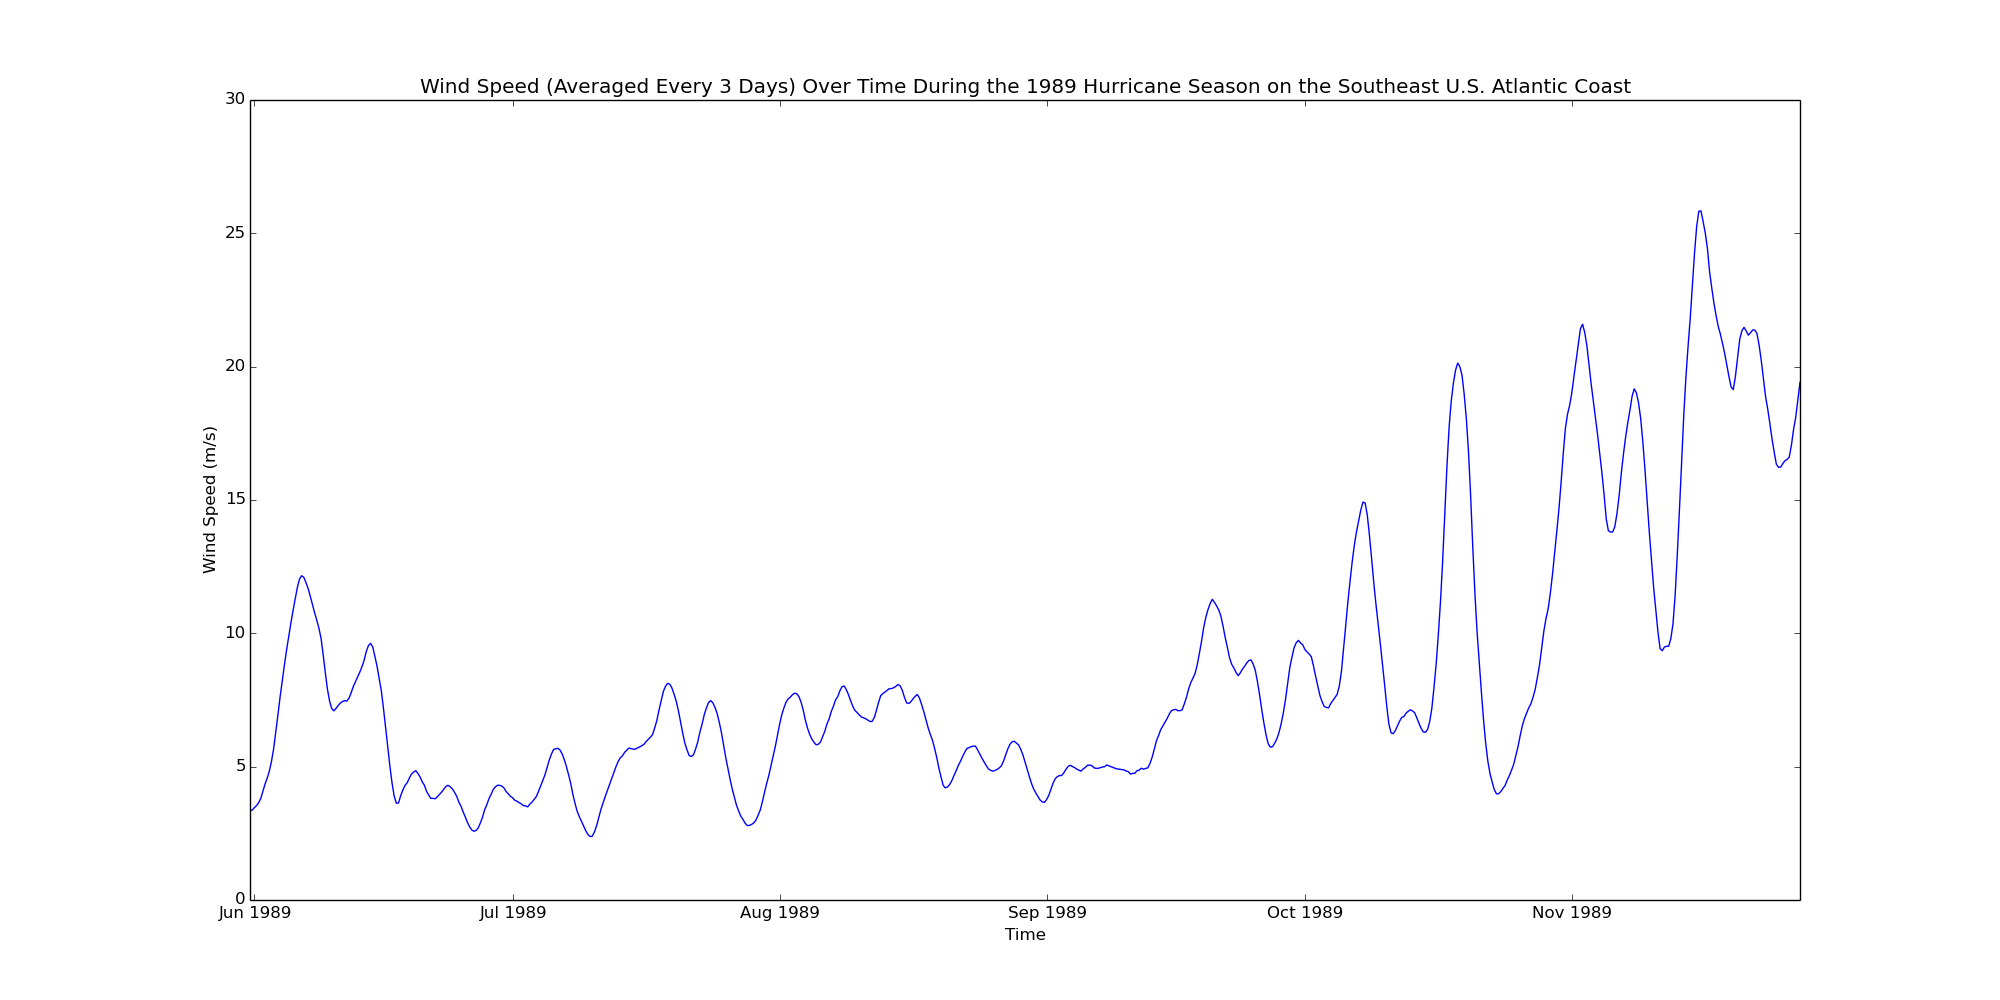 Wind Speed (Averaged Every 3 Days) Over Time During the 1989 Hurricane Season on the Southeast U.S. Atlantic Coast
30
25
20
15
10
5
0
Wind Speed (m/s)
Jun 1989
Jul 1989
Aug 1989
Sep 1989
Oct 1989
Nov 1989
Time